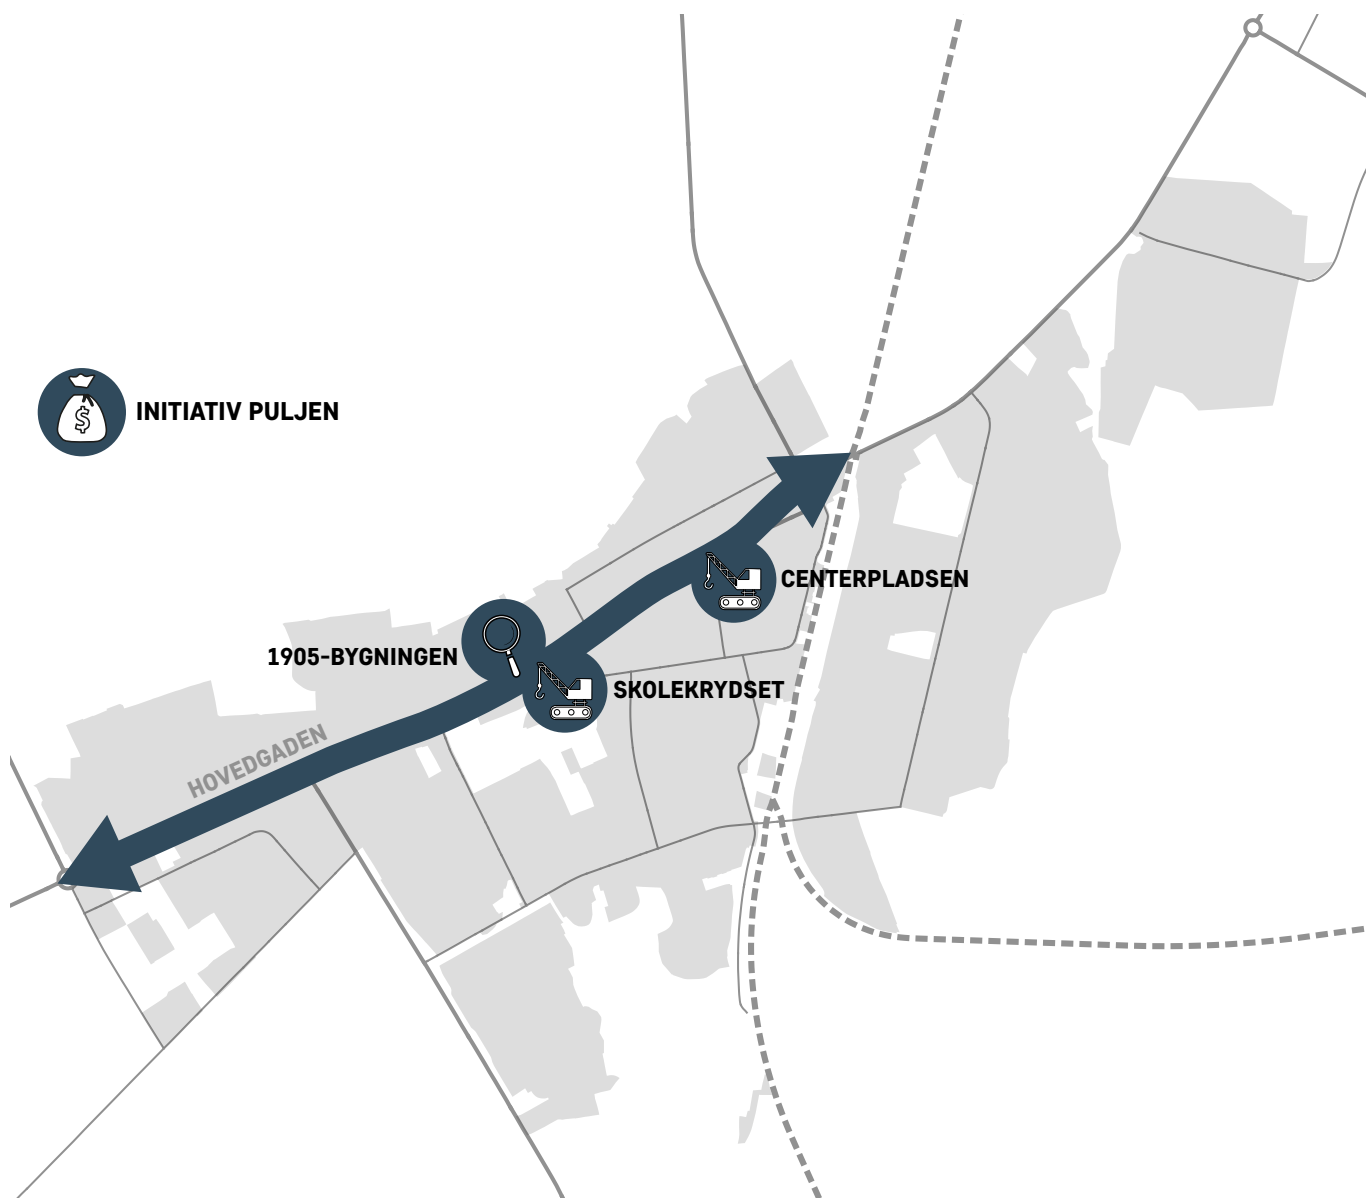 INITIATIV PULJEN
CENTERPLADSEN
1905-BYGNINGEN
SKOLEKRYDSET
HOVEDGADEN
$